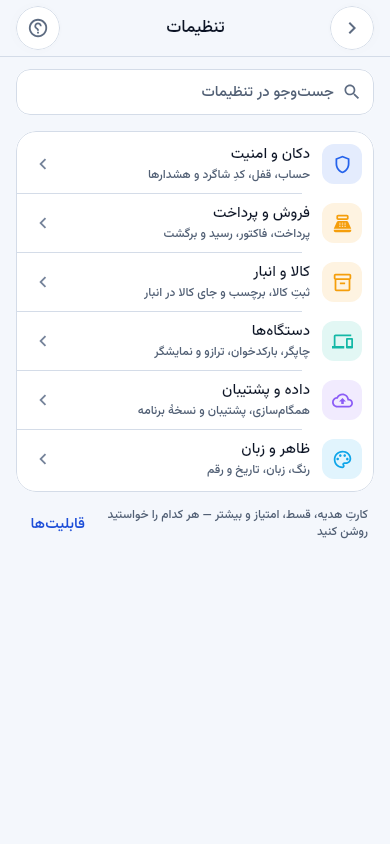 تنظیمات
جست‌وجو در تنظیمات
دکان و امنیت
حساب، قفل، کدِ شاگرد و هشدارها
فروش و پرداخت
پرداخت، فاکتور، رسید و برگشت
کالا و انبار
ثبتِ کالا، برچسب و جای کالا در انبار
دستگاه‌ها
چاپگر، بارکدخوان، ترازو و نمایشگر
داده و پشتیبان
همگام‌سازی، پشتیبان و نسخهٔ برنامه
ظاهر و زبان
رنگ، زبان، تاریخ و رقم
کارتِ هدیه، قسط، امتیاز و بیشتر — هر کدام را خواستید
روشن کنید
قابلیت‌ها